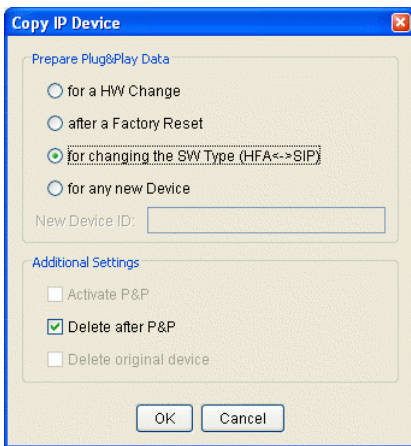 Copy IP Device
Prepare Plug&Play Data
for a HW Change
after a Factory Reset
for changing the SW Type (HFA<->SIP)
for any new Device
New Device ID:
Additional Settings
Activate P&P
Delete after P&P
Delete original device
OK Cancel